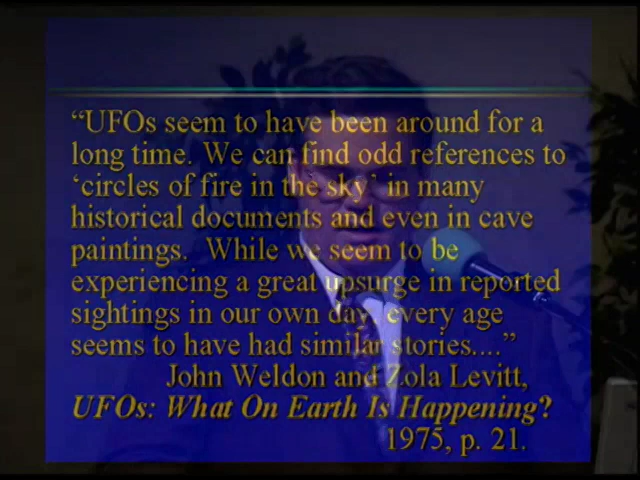 “UFOs seem to have been around for a
long time. We can find odd references to
‘circles of fire in the sky’ in many
historical documents and even in cave
paintings.  While we seem to be
experiencing a great upsurge in reported
sightings in our own day, every age
seems to have had similar stories....”
John Weldon and Zola Levitt,
UFOs: What On Earth Is Happening?
1975, p. 21.